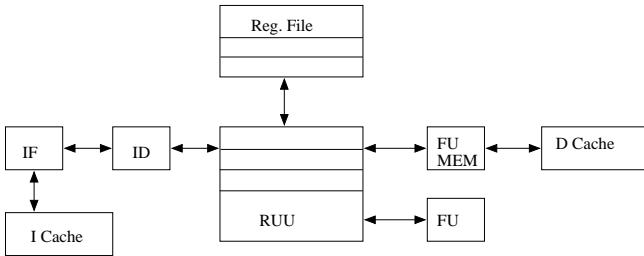 Reg. File
IF
ID
FU
MEM
D Cache
I Cache
RUU
FU